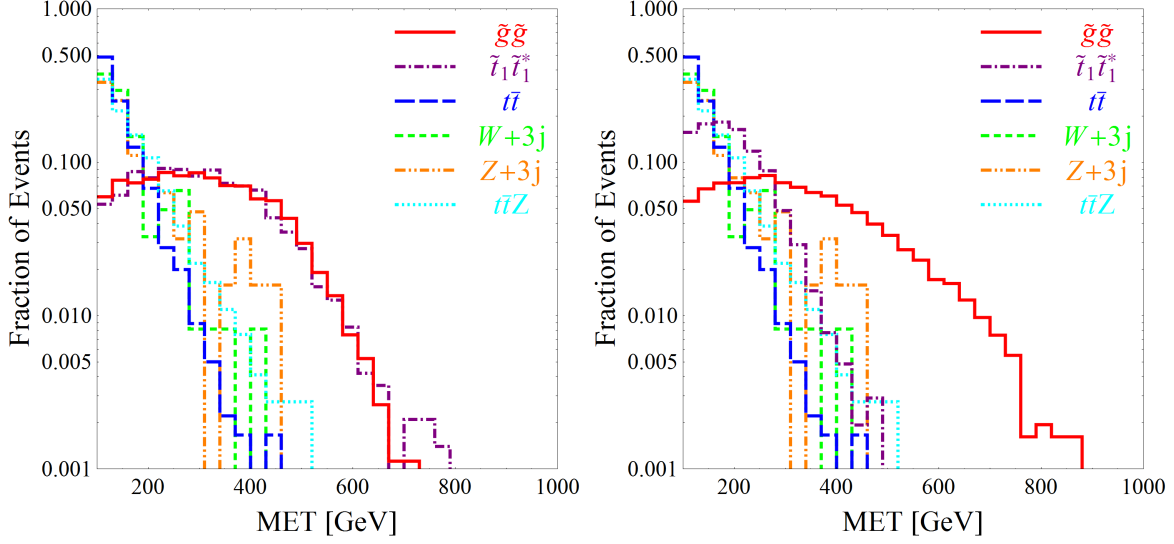 Fraction of Events
1.000
0.500
0.100
0.050
0.010
0.005
0.001
g̃g̃
t̃₁t̃₁*
tt̄
W+3j
Z+3j
tt̄Z
200 400 600 800 1000
MET [GeV]
Fraction of Events
1.000
0.500
0.100
0.050
0.010
0.005
0.001
g̃g̃
t̃₁t̃₁*
tt̄
W+3j
Z+3j
tt̄Z
200 400 600 800 1000
MET [GeV]